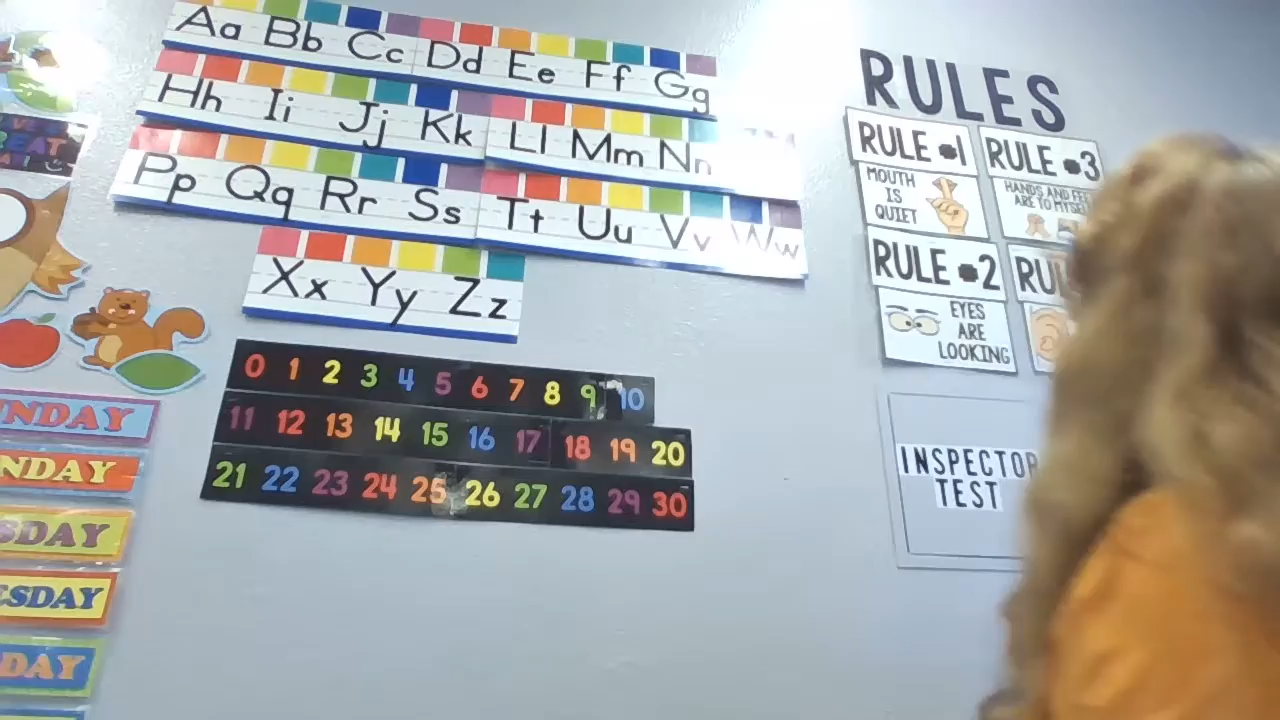 Aa Bb Cc Dd Ee Ff Gg
Hh Ii Jj Kk Ll Mm Nn
Pp Qq Rr Ss Tt Uu Vv Ww
Xx Yy Zz
0 1 2 3 4 5 6 7 8 9 10
11 12 13 14 15 16 17 18 19 20
21 22 23 24 25 26 27 28 29 30
RULES
RULE #1
MOUTH
IS
QUIET
RULE #3
HANDS AND FEET
ARE TO MYSELF
RULE #2
EYES
ARE
LOOKING
RU
INSPECTOR
TEST
NDAY
NDAY
SDAY
SDAY
DAY